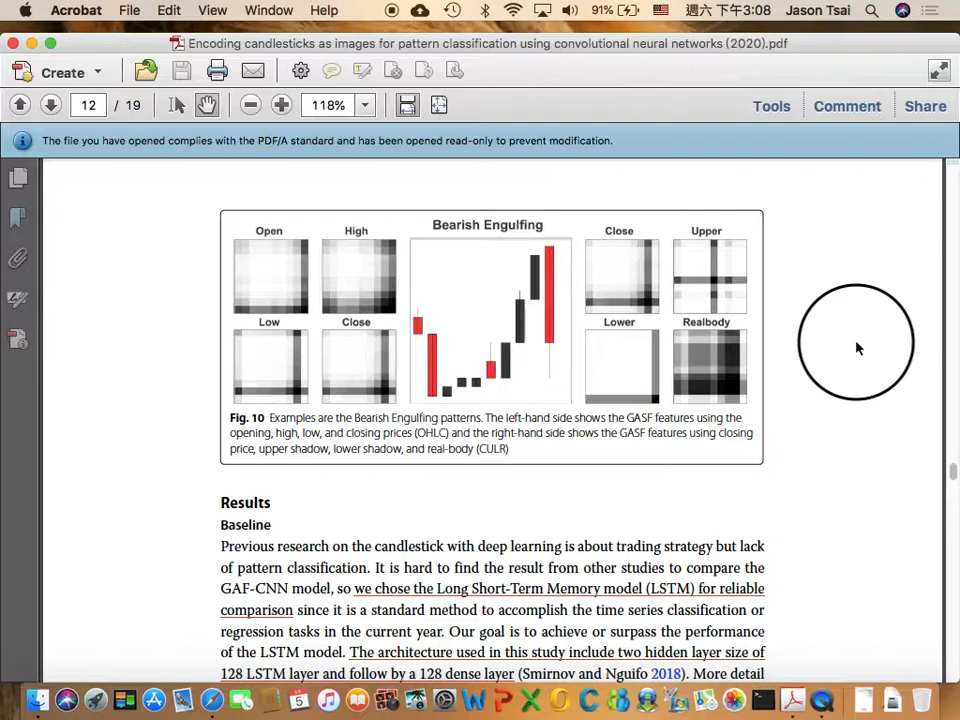 Acrobat File Edit View Window Help 91% 週六 下午3:08 Jason Tsai
Encoding candlesticks as images for pattern classification using convolutional neural networks (2020).pdf
Create
12 / 19 118% Tools Comment Share
The file you have opened complies with the PDF/A standard and has been opened read-only to prevent modification.
Bearish Engulfing
Open High Close Upper
Low Close Lower Realbody
Fig. 10 Examples are the Bearish Engulfing patterns. The left-hand side shows the GASF features using the
opening, high, low, and closing prices (OHLC) and the right-hand side shows the GASF features using closing
price, upper shadow, lower shadow, and real-body (CULR)
Results
Baseline
Previous research on the candlestick with deep learning is about trading strategy but lack
of pattern classification. It is hard to find the result from other studies to compare the
GAF-CNN model, so we chose the Long Short-Term Memory model (LSTM) for reliable
comparison since it is a standard method to accomplish the time series classification or
regression tasks in the current year. Our goal is to achieve or surpass the performance
of the LSTM model. The architecture used in this study include two hidden layer size of
128 LSTM layer and follow by a 128 dense layer (Smirnov and Nguifo 2018). More detail